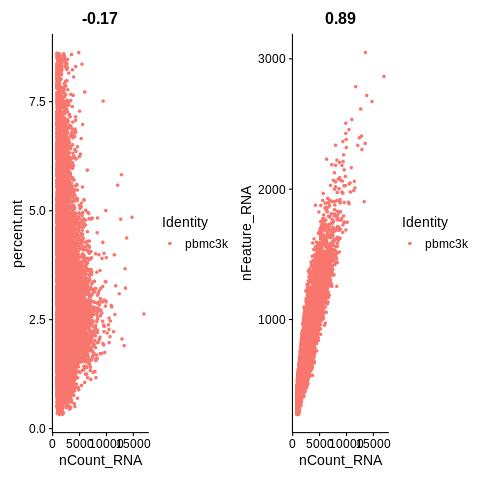 -0.17
percent.mt
7.5
5.0
2.5
0.0
0 5000 10000 15000
nCount_RNA
Identity
pbmc3k
0.89
nFeature_RNA
3000
2000
1000
0 5000 10000 15000
nCount_RNA
Identity
pbmc3k